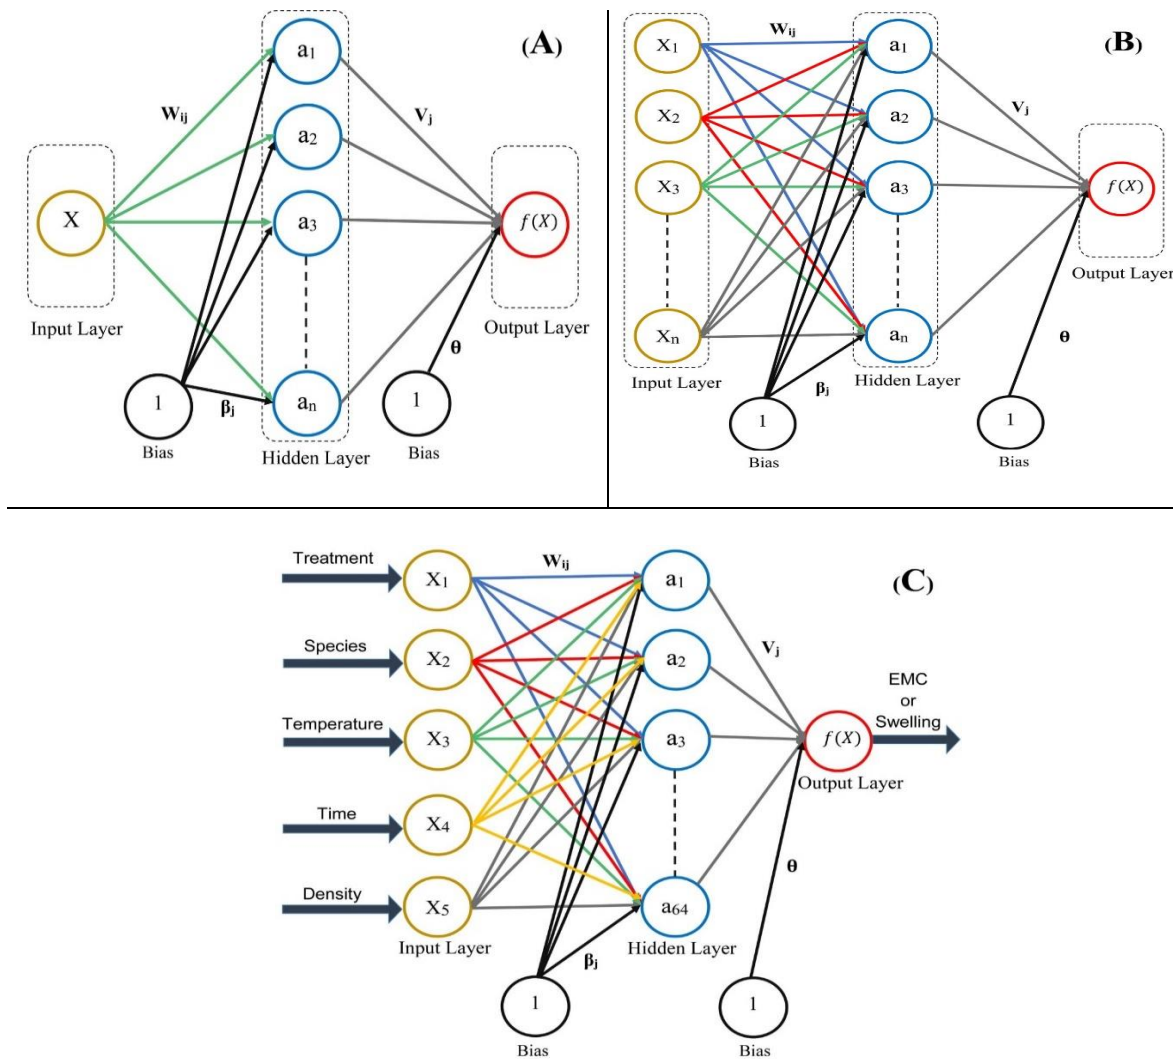 (A)
a₁
Wᵢⱼ
Vⱼ
a₂
X
a₃
f(X)
Input Layer
Output Layer
θ
1
βⱼ
aₙ
1
Bias
Hidden Layer
Bias
(B)
X₁
Wᵢⱼ
a₁
X₂
a₂
Vⱼ
X₃
a₃
f(X)
Output Layer
Xₙ
aₙ
θ
Input Layer
Hidden Layer
βⱼ
1
1
Bias
Bias
(C)
Treatment
X₁
Wᵢⱼ
a₁
Species
X₂
a₂
Vⱼ
EMC
or
Swelling
Temperature
X₃
a₃
f(X)
Output Layer
Time
X₄
θ
Density
X₅
a₆₄
Input Layer
Hidden Layer
βⱼ
1
1
Bias
Bias